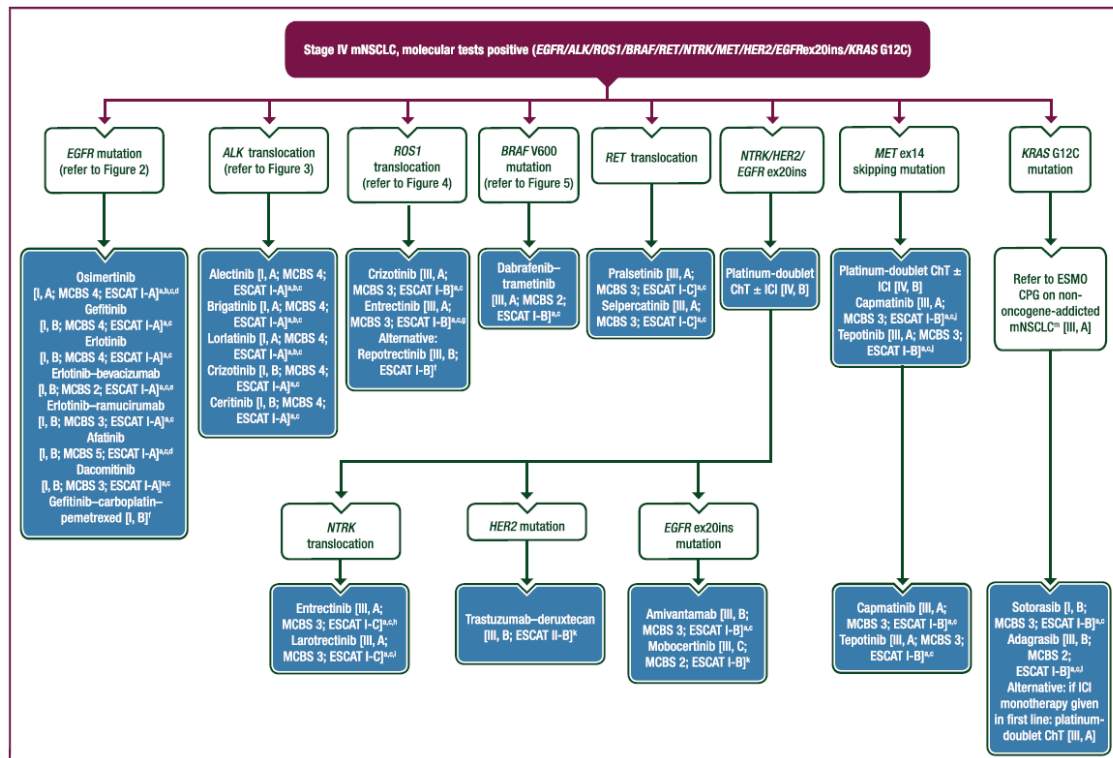 Stage IV mNSCLC, molecular tests positive (EGFR/ALK/ROS1/BRAF/RET/NTRK/MET/HER2/EGFRex20ins/KRAS G12C)
EGFR mutation
(refer to Figure 2)
ALK translocation
(refer to Figure 3)
ROS1
translocation
(refer to Figure 4)
BRAF V600
mutation
(refer to Figure 5)
RET translocation
NTRK/HER2/
EGFR ex20ins
MET ex14
skipping mutation
KRAS G12C
mutation
Osimertinib
[I, A; MCBS 4; ESCAT I-A]a,b,c,d
Gefitinib
[I, B; MCBS 4; ESCAT I-A]a,c
Erlotinib
[I, B; MCBS 4; ESCAT I-A]a,c
Erlotinib–bevacizumab
[I, B; MCBS 2; ESCAT I-A]a,c,e
Erlotinib–ramucirumab
[I, B; MCBS 3; ESCAT I-A]a,c
Afatinib
[I, B; MCBS 5; ESCAT I-A]a,c,d
Dacomitinib
[I, B; MCBS 3; ESCAT I-A]a,c
Gefitinib–carboplatin–
pemetrexed [I, B]f
Alectinib [I, A; MCBS 4;
ESCAT I-A]a,b,c
Brigatinib [I, A; MCBS 4;
ESCAT I-A]a,b,c
Lorlatinib [I, A; MCBS 4;
ESCAT I-A]a,b,c
Crizotinib [I, B; MCBS 4;
ESCAT I-A]a,c
Ceritinib [I, B; MCBS 4;
ESCAT I-A]a,c
Crizotinib [III, A;
MCBS 3; ESCAT I-B]a,c
Entrectinib [III, A;
MCBS 3; ESCAT I-B]a,c,g
Alternative:
Repotrectinib [III, B;
ESCAT I-B]f
Dabrafenib–
trametinib
[III, A; MCBS 2;
ESCAT I-B]a,c
Pralsetinib [III, A;
MCBS 3; ESCAT I-C]a,c
Selpercatinib [III, A;
MCBS 3; ESCAT I-C]a,c
Platinum-doublet
ChT ± ICI [IV, B]
Platinum-doublet ChT ±
ICI [IV, B]
Capmatinib [III, A;
MCBS 3; ESCAT I-B]a,c,j
Tepotinib [III, A; MCBS 3;
ESCAT I-B]a,c,j
Refer to ESMO
CPG on non-
oncogene-addicted
mNSCLCm [III, A]
NTRK
translocation
HER2 mutation
EGFR ex20ins
mutation
Entrectinib [III, A;
MCBS 3; ESCAT I-C]a,c,h
Larotrectinib [III, A;
MCBS 3; ESCAT I-C]a,c,i
Trastuzumab–deruxtecan
[III, B; ESCAT II-B]k
Amivantamab [III, B;
MCBS 3; ESCAT I-B]a,c
Mobocertinib [III, C;
MCBS 2; ESCAT I-B]k
Capmatinib [III, A;
MCBS 3; ESCAT I-B]a,c
Tepotinib [III, A; MCBS 3;
ESCAT I-B]a,c
Sotorasib [I, B;
MCBS 3; ESCAT I-B]a,c
Adagrasib [III, B;
MCBS 2;
ESCAT I-B]a,c,l
Alternative: if ICI
monotherapy given
in first line: platinum-
doublet ChT [III, A]